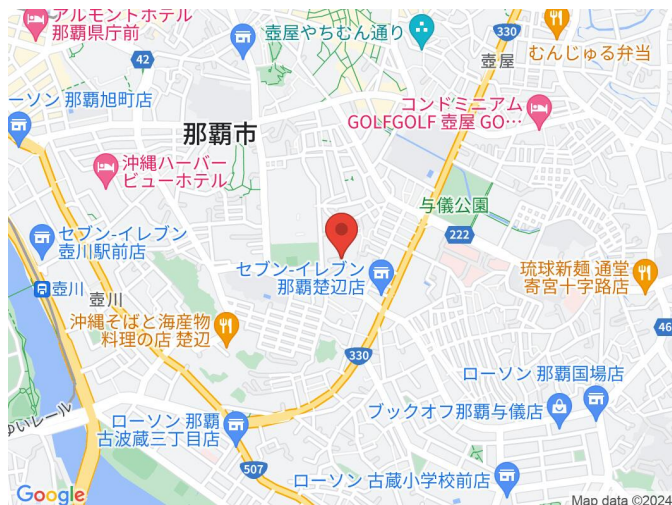 アルモントホテル
那覇県庁前
330
むんじゅる弁当
壺屋やちむん通り
壺屋
42
ローソン 那覇旭町店
コンドミニアム
GOLFGOLF 壺屋 GO…
那覇市
沖縄ハーバー
ビューホテル
与儀公園
222
セブン-イレブン
壺川駅前店
セブン-イレブン
那覇楚辺店
琉球新麺 通堂
寄宮十字路店
壺川
壺川
沖縄そばと海産物
料理の店 楚辺
46
330
ローソン 那覇国場店
ゆいレール
ローソン 那覇
古波蔵三丁目店
ブックオフ那覇与儀店
507
ローソン 古蔵小学校前店
Google
Map data ©2024